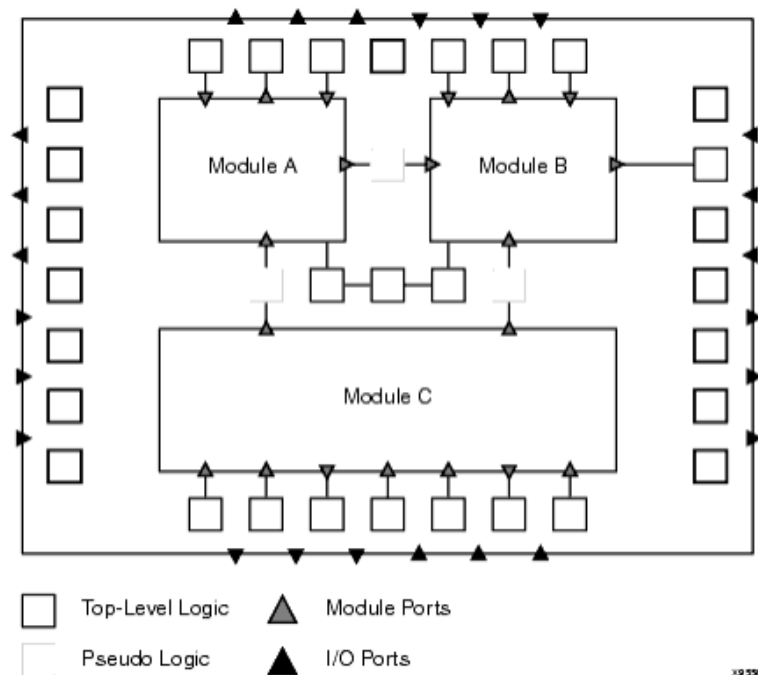 Module A
Module B
Module C
Top-Level Logic
Module Ports
Pseudo Logic
I/O Ports